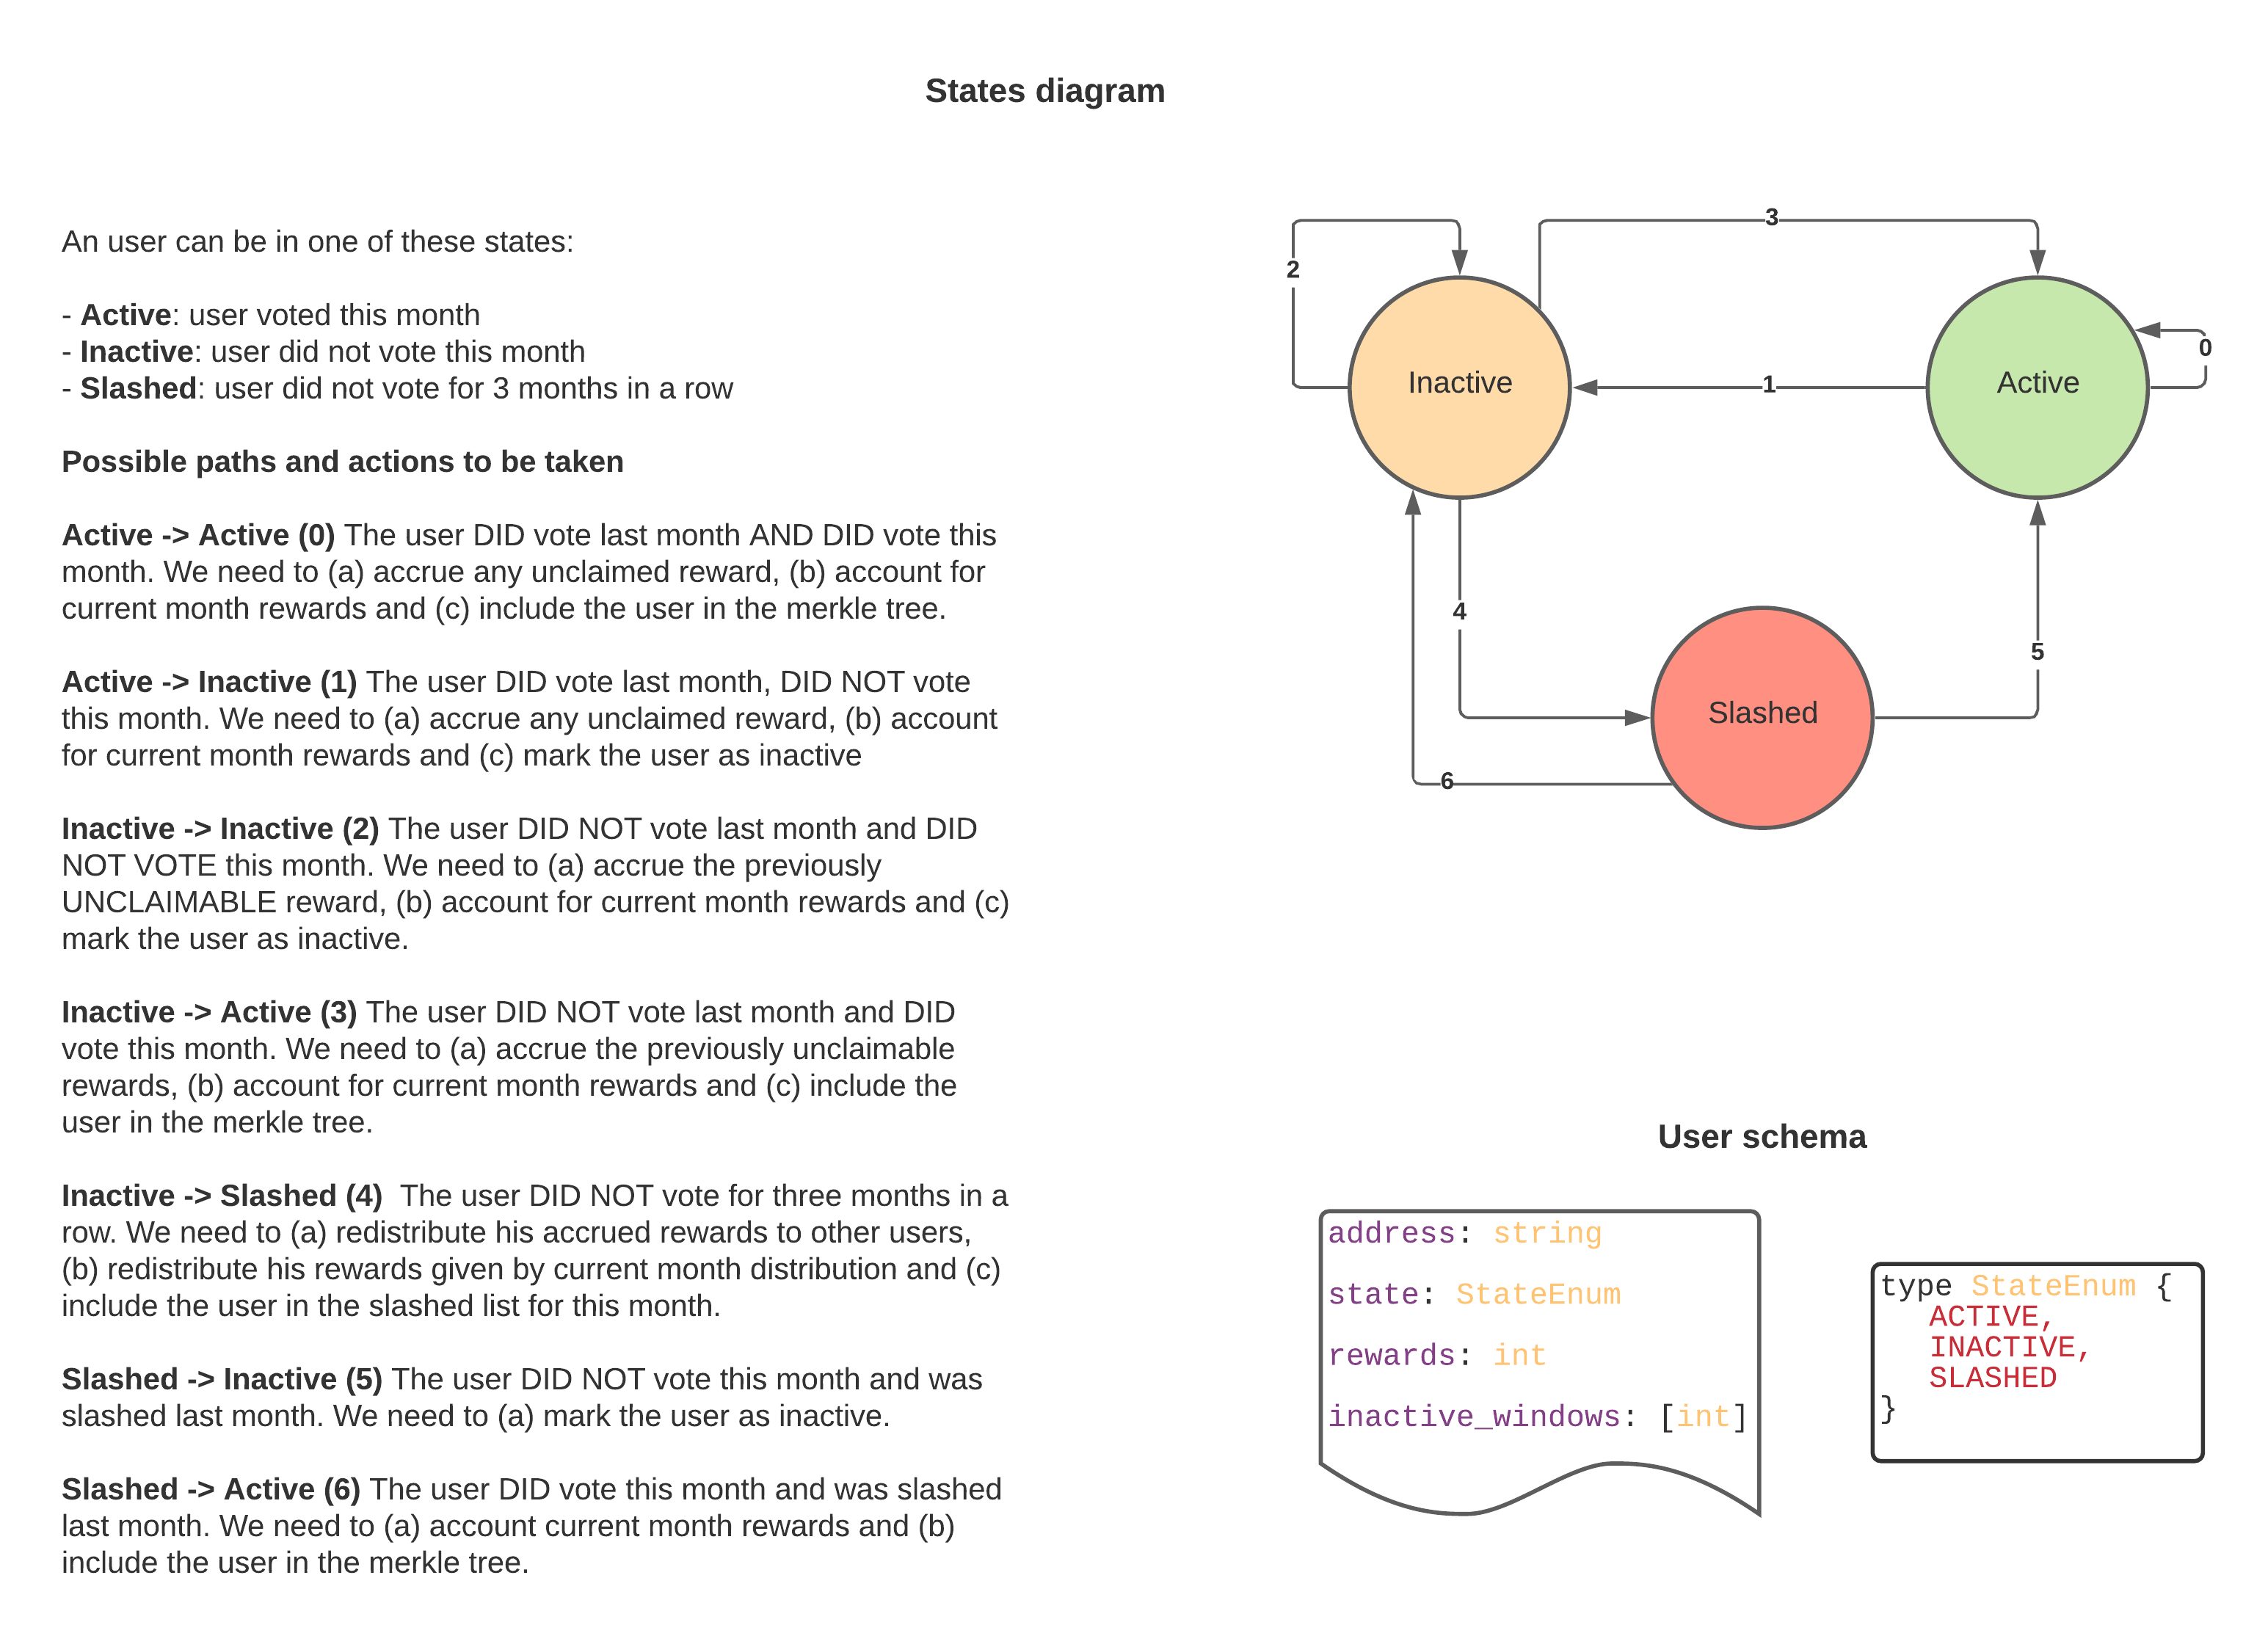 States diagram
An user can be in one of these states:
- Active: user voted this month
- Inactive: user did not vote this month
- Slashed: user did not vote for 3 months in a row
Possible paths and actions to be taken
Active -> Active (0) The user DID vote last month AND DID vote this
month. We need to (a) accrue any unclaimed reward, (b) account for
current month rewards and (c) include the user in the merkle tree.
Active -> Inactive (1) The user DID vote last month, DID NOT vote
this month. We need to (a) accrue any unclaimed reward, (b) account
for current month rewards and (c) mark the user as inactive
Inactive -> Inactive (2) The user DID NOT vote last month and DID
NOT VOTE this month. We need to (a) accrue the previously
UNCLAIMABLE reward, (b) account for current month rewards and (c)
mark the user as inactive.
Inactive -> Active (3) The user DID NOT vote last month and DID
vote this month. We need to (a) accrue the previously unclaimable
rewards, (b) account for current month rewards and (c) include the
user in the merkle tree.
Inactive -> Slashed (4)  The user DID NOT vote for three months in a
row. We need to (a) redistribute his accrued rewards to other users,
(b) redistribute his rewards given by current month distribution and (c)
include the user in the slashed list for this month.
Slashed -> Inactive (5) The user DID NOT vote this month and was
slashed last month. We need to (a) mark the user as inactive.
Slashed -> Active (6) The user DID vote this month and was slashed
last month. We need to (a) account current month rewards and (b)
include the user in the merkle tree.
3
2
0
Inactive
1
Active
4
5
Slashed
6
User schema
address: string
state: StateEnum
rewards: int
inactive_windows: [int]
type StateEnum {
ACTIVE,
INACTIVE,
SLASHED
}